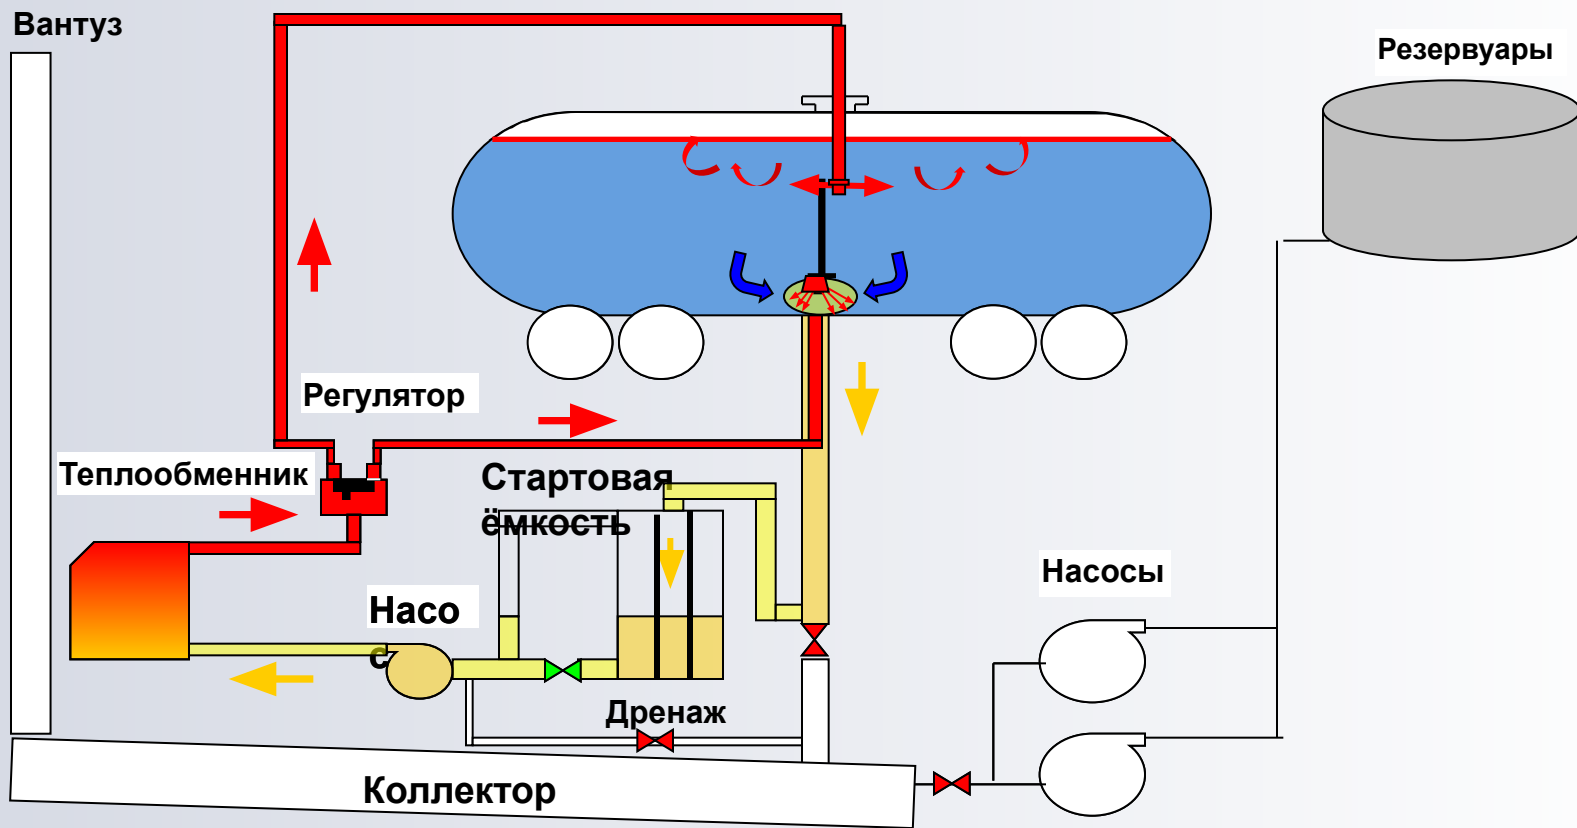 Вантуз
Резервуары
Регулятор
Теплообменник
Стартовая
ёмкость
Насо
с
Насосы
Дренаж
Коллектор